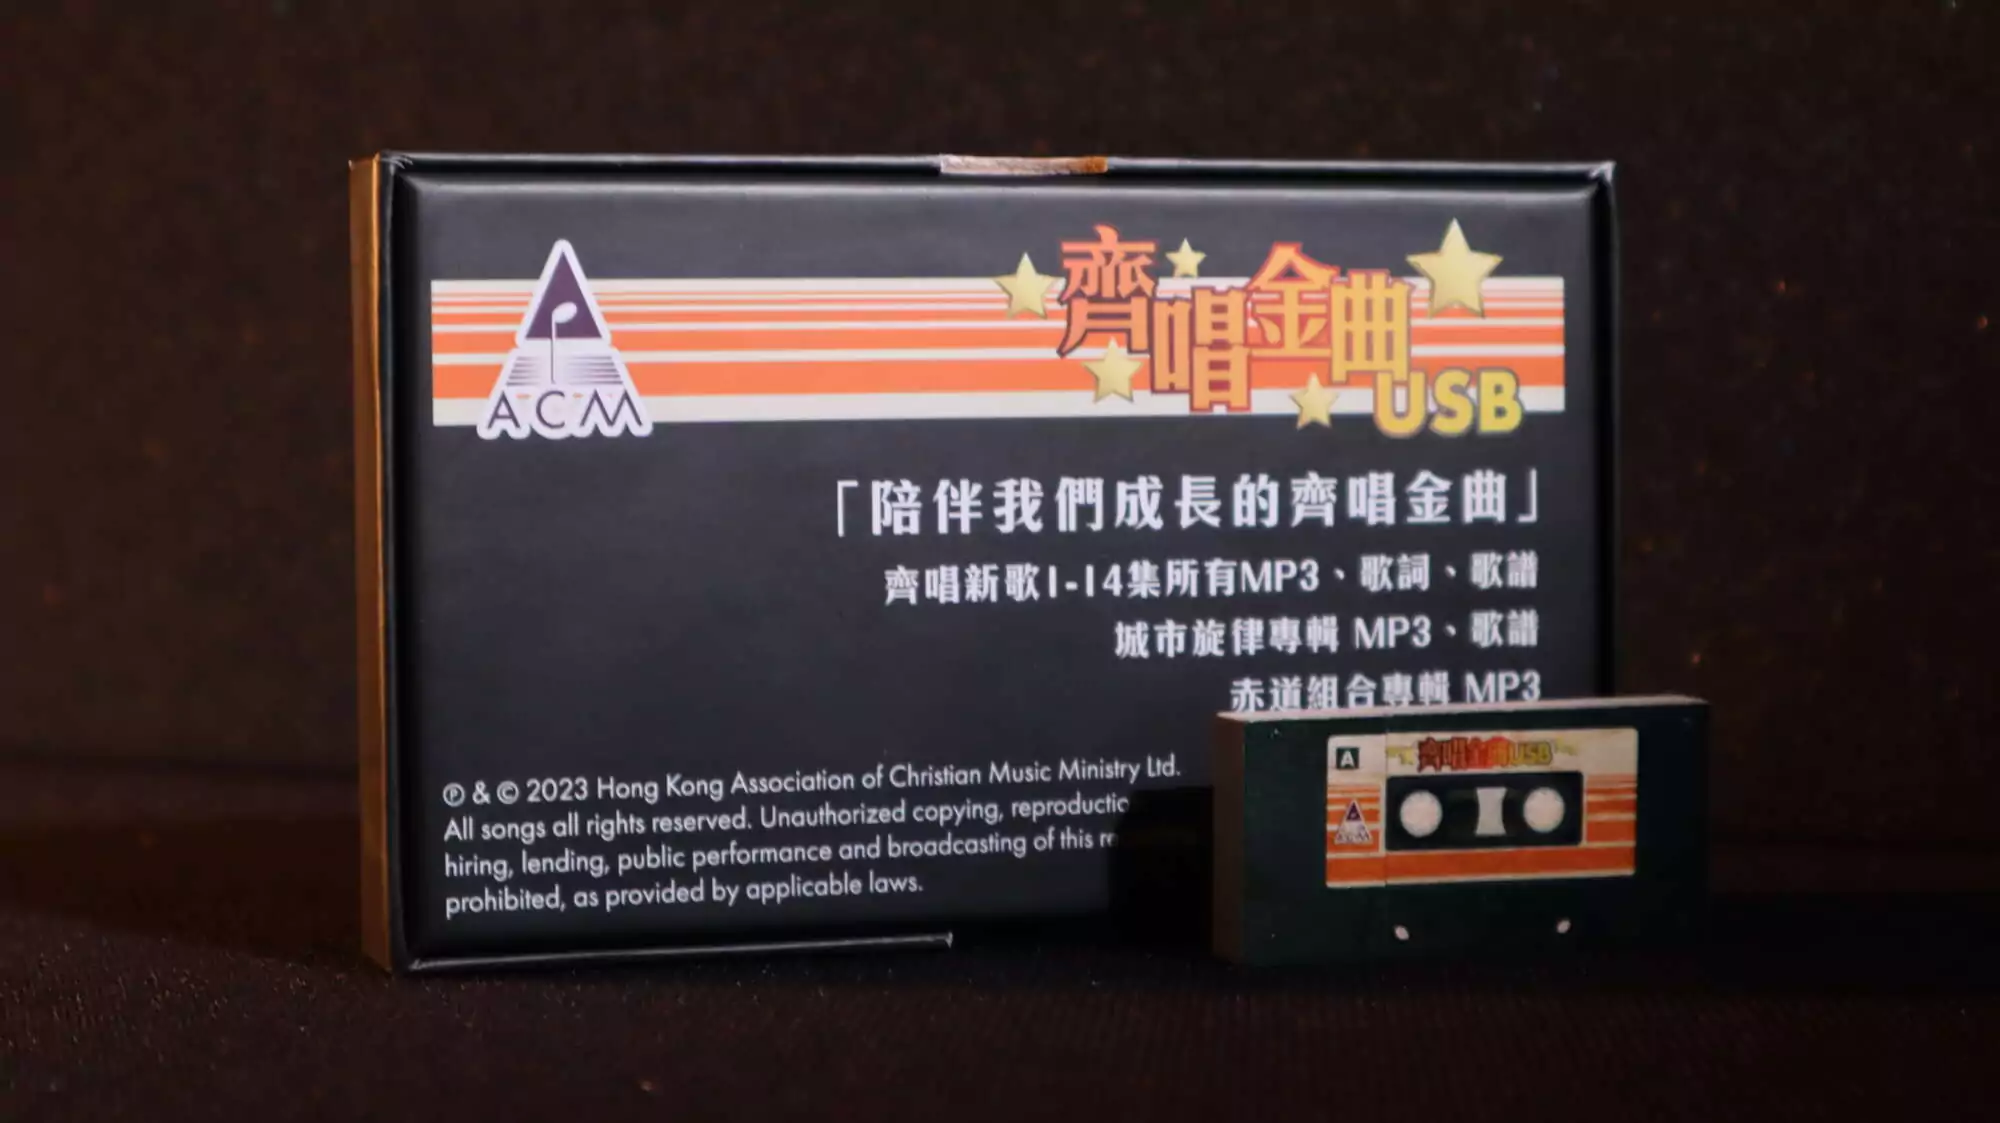 ACM
齊唱金曲
USB
「陪伴我們成長的齊唱金曲」
齊唱新歌1-14集所有MP3、歌詞、歌譜
城市旋律專輯 MP3、歌譜
赤道組合專輯 MP3
℗ & © 2023 Hong Kong Association of Christian Music Ministry Ltd.
All songs all rights reserved. Unauthorized copying, reproductio
hiring, lending, public performance and broadcasting of this re
prohibited, as provided by applicable laws.
A
齊唱金曲USB
ACM